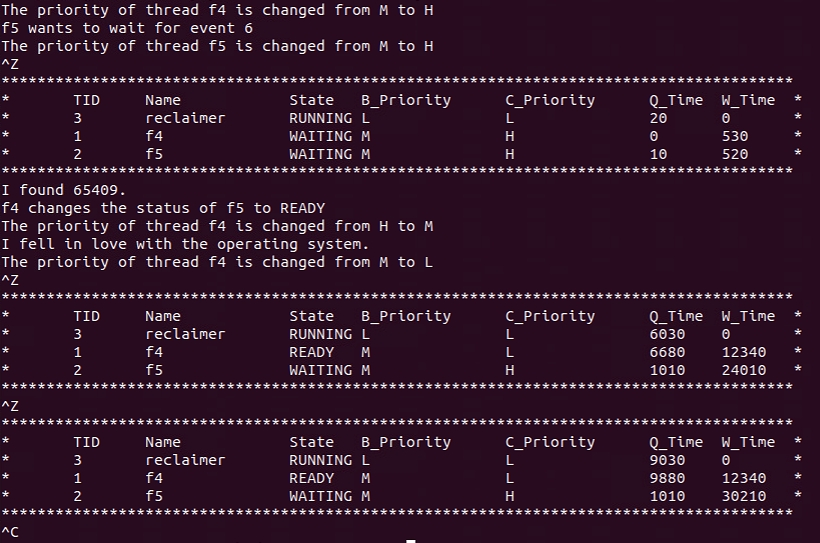 The priority of thread f4 is changed from M to H
f5 wants to wait for event 6
The priority of thread f5 is changed from M to H
^Z
****************************************************************************************
*       TID     Name            State   B_Priority      C_Priority      Q_Time  W_Time  *
*       3       reclaimer       RUNNING L               L               20      0       *
*       1       f4              WAITING M               H               0       530     *
*       2       f5              WAITING M               H               10      520     *
****************************************************************************************
I found 65409.
f4 changes the status of f5 to READY
The priority of thread f4 is changed from H to M
I fell in love with the operating system.
The priority of thread f4 is changed from M to L
^Z
****************************************************************************************
*       TID     Name            State   B_Priority      C_Priority      Q_Time  W_Time  *
*       3       reclaimer       RUNNING L               L               6030    0       *
*       1       f4              READY   M               L               6680    12340   *
*       2       f5              WAITING M               H               1010    24010   *
****************************************************************************************
^Z
****************************************************************************************
*       TID     Name            State   B_Priority      C_Priority      Q_Time  W_Time  *
*       3       reclaimer       RUNNING L               L               9030    0       *
*       1       f4              READY   M               L               9880    12340   *
*       2       f5              WAITING M               H               1010    30210   *
****************************************************************************************
^C